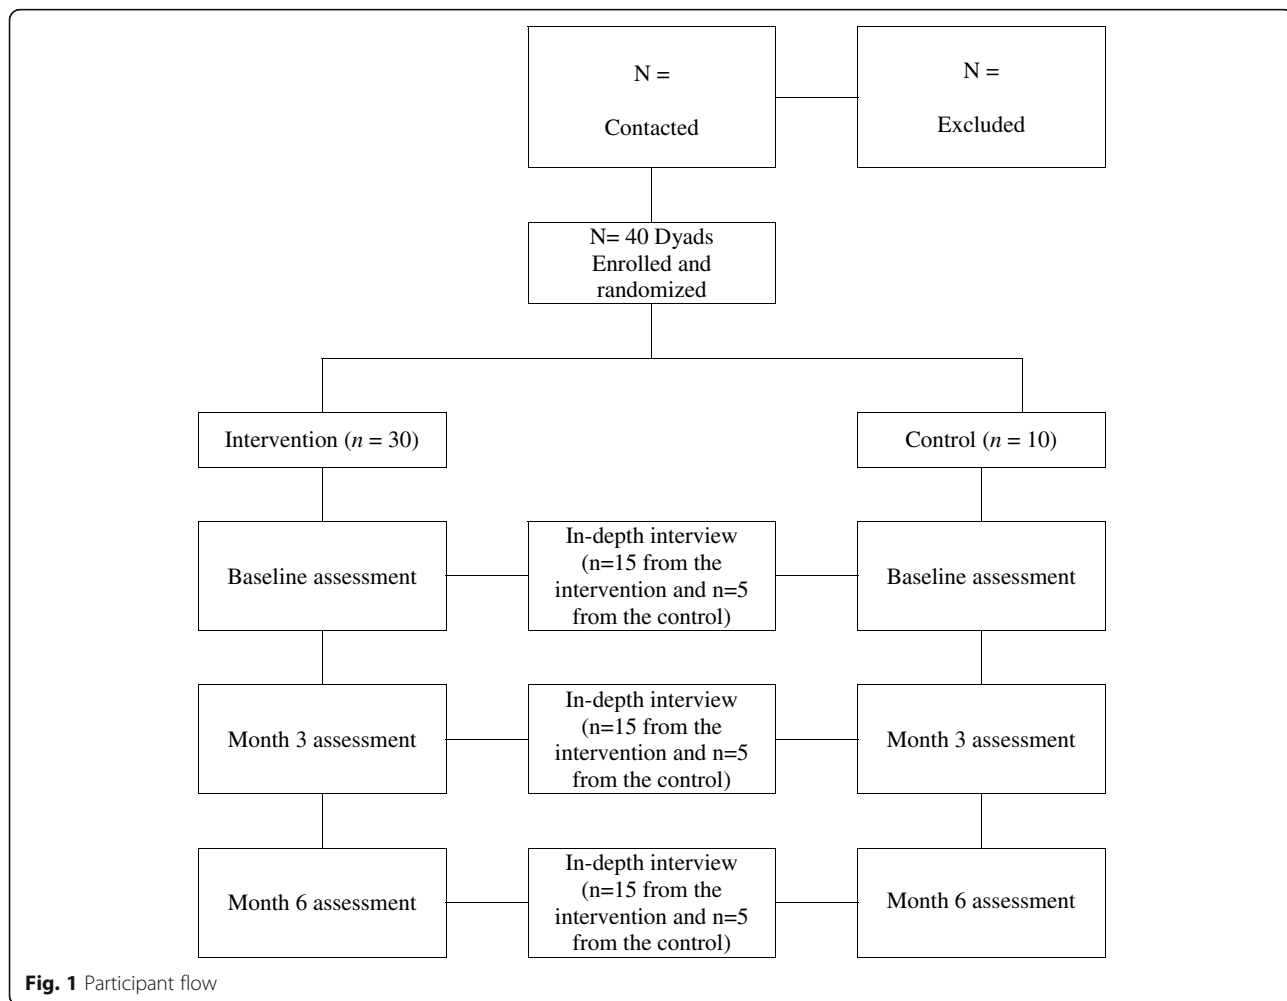 N =
Contacted
N =
Excluded
N= 40 Dyads
Enrolled and
randomized
Intervention (n = 30)
Control (n = 10)
Baseline assessment
In-depth interview
(n=15 from the
intervention and n=5
from the control)
Baseline assessment
Month 3 assessment
In-depth interview
(n=15 from the
intervention and n=5
from the control)
Month 3 assessment
Month 6 assessment
In-depth interview
(n=15 from the
intervention and n=5
from the control)
Month 6 assessment
Fig. 1 Participant flow